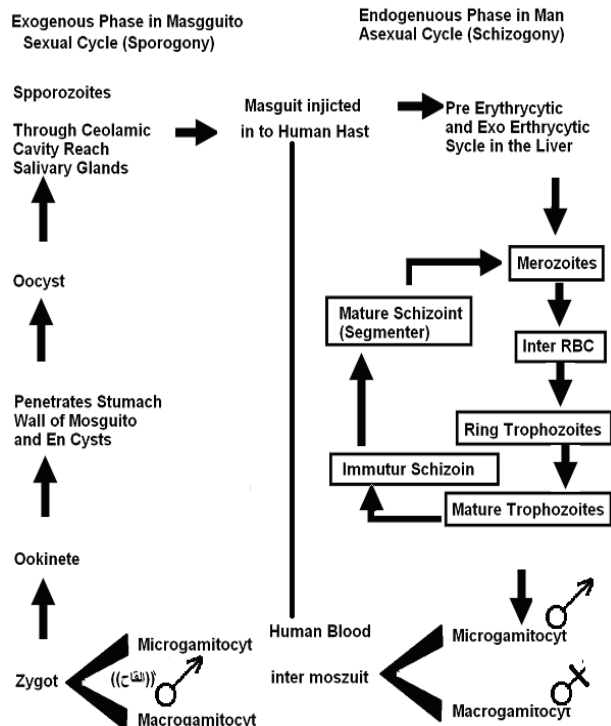 Exogenous Phase in Masgguito
Sexual Cycle (Sporogony)
Endogenuous Phase in Man
Asexual Cycle (Schizogony)
Spporozoites
Through Ceolamic
Cavity Reach
Salivary Glands
Masguit injicted
in to Human Hast
Pre Erythrycytic
and Exo Erthrycytic
Sycle in the Liver
Oocyst
Merozoites
Mature Schizoint
(Segmenter)
Inter RBC
Penetrates Stumach
Wall of Mosguito
and En Cysts
Ring Trophozoites
Immutur Schizoin
Mature Trophozoites
Ookinete
Human Blood
inter moszuit
Microgamitocyt
Macrogamitocyt
Microgamitocyt
((القاح))
Macrogamitocyt
Zygot